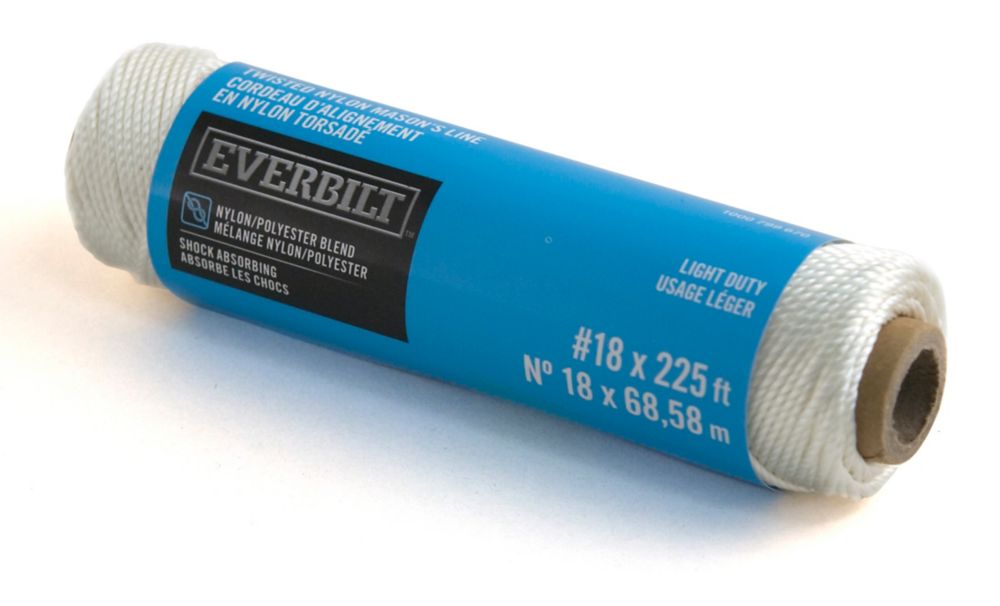 TWISTED NYLON MASON'S LINE
CORDEAU D'ALIGNEMENT
EN NYLON TORSADÉ
EVERBILT™
NYLON/POLYESTER BLEND
MÉLANGE NYLON/POLYESTER
SHOCK ABSORBING
ABSORBE LES CHOCS
LIGHT DUTY
USAGE LÉGER
#18 x 225 ft
Nº 18 x 68,58 m